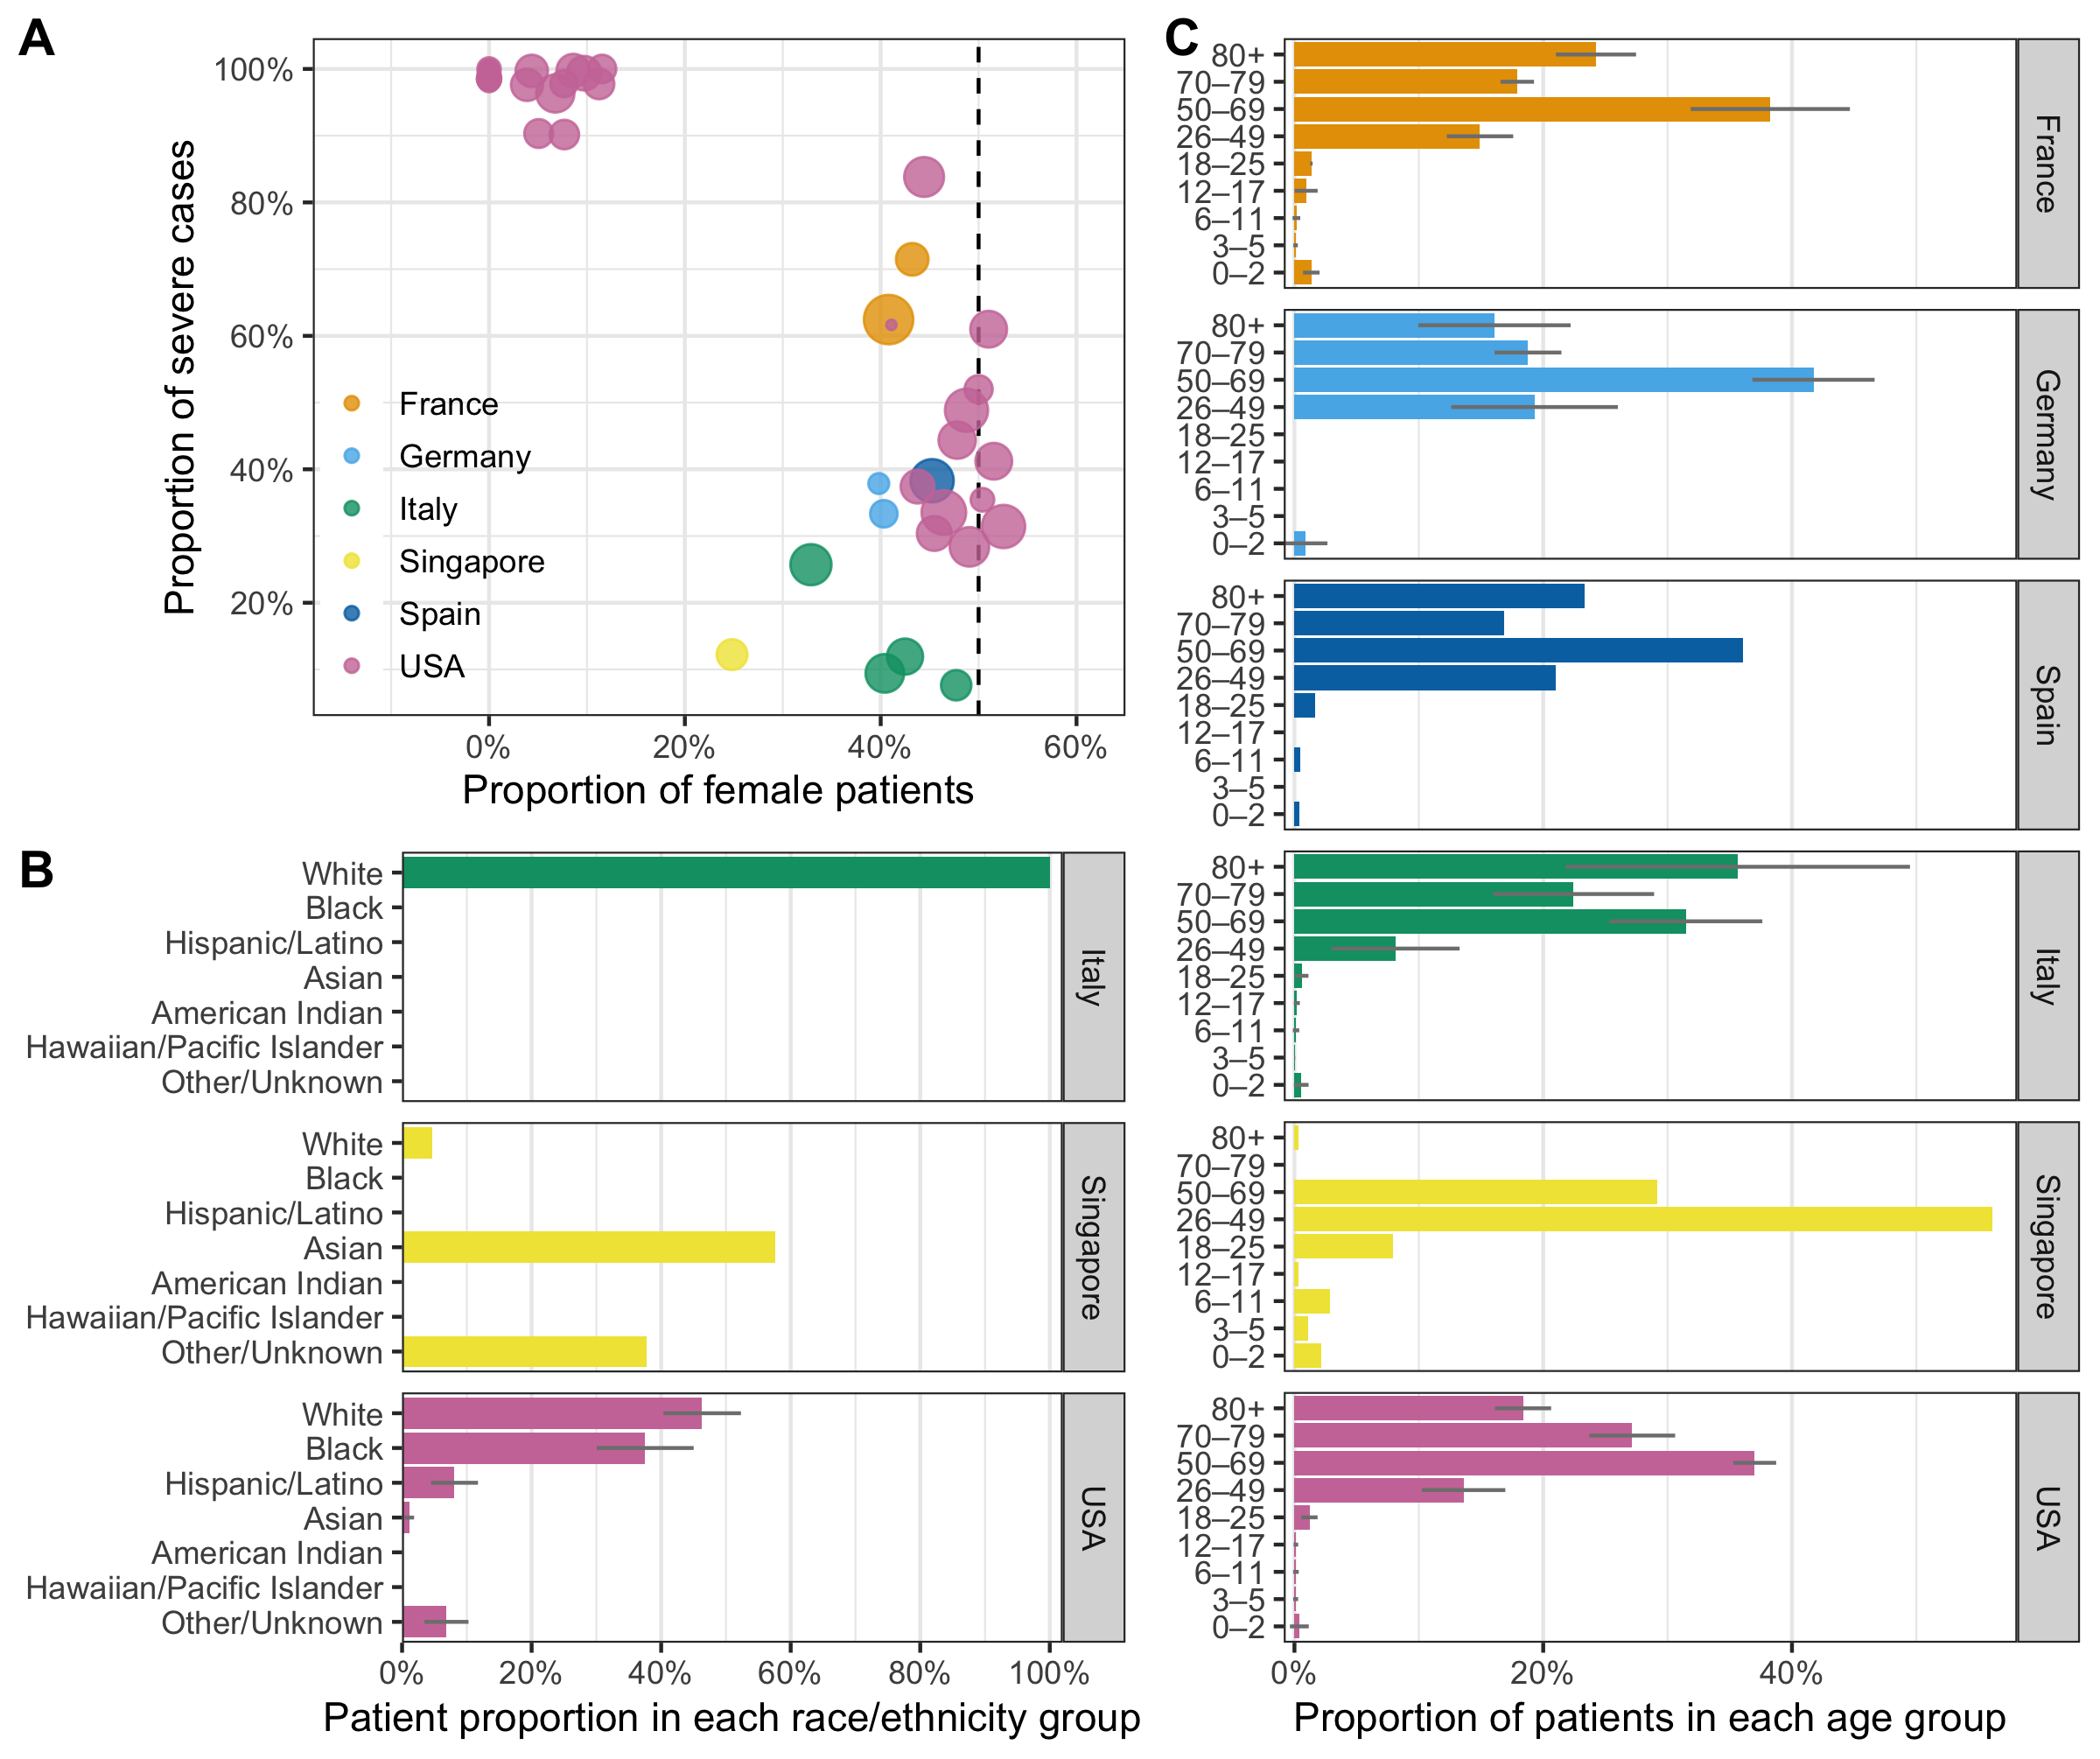 A
100%
80%
60%
40%
20%
Proportion of severe cases
France
Germany
Italy
Singapore
Spain
USA
0%
20%
40%
60%
Proportion of female patients
B
White
Black
Hispanic/Latino
Asian
American Indian
Hawaiian/Pacific Islander
Other/Unknown
Italy
White
Black
Hispanic/Latino
Asian
American Indian
Hawaiian/Pacific Islander
Other/Unknown
Singapore
White
Black
Hispanic/Latino
Asian
American Indian
Hawaiian/Pacific Islander
Other/Unknown
USA
0%
20%
40%
60%
80%
100%
Patient proportion in each race/ethnicity group
C
80+
70–79
50–69
26–49
18–25
12–17
6–11
3–5
0–2
France
80+
70–79
50–69
26–49
18–25
12–17
6–11
3–5
0–2
Germany
80+
70–79
50–69
26–49
18–25
12–17
6–11
3–5
0–2
Spain
80+
70–79
50–69
26–49
18–25
12–17
6–11
3–5
0–2
Italy
80+
70–79
50–69
26–49
18–25
12–17
6–11
3–5
0–2
Singapore
80+
70–79
50–69
26–49
18–25
12–17
6–11
3–5
0–2
USA
0%
20%
40%
Proportion of patients in each age group